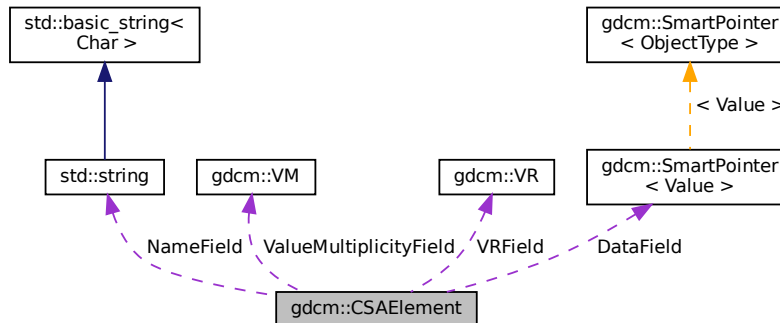 std::basic_string<
Char >
gdcm::SmartPointer
< ObjectType >
< Value >
std::string
gdcm::VM
gdcm::VR
gdcm::SmartPointer
< Value >
NameField
ValueMultiplicityField
VRField
DataField
gdcm::CSAElement